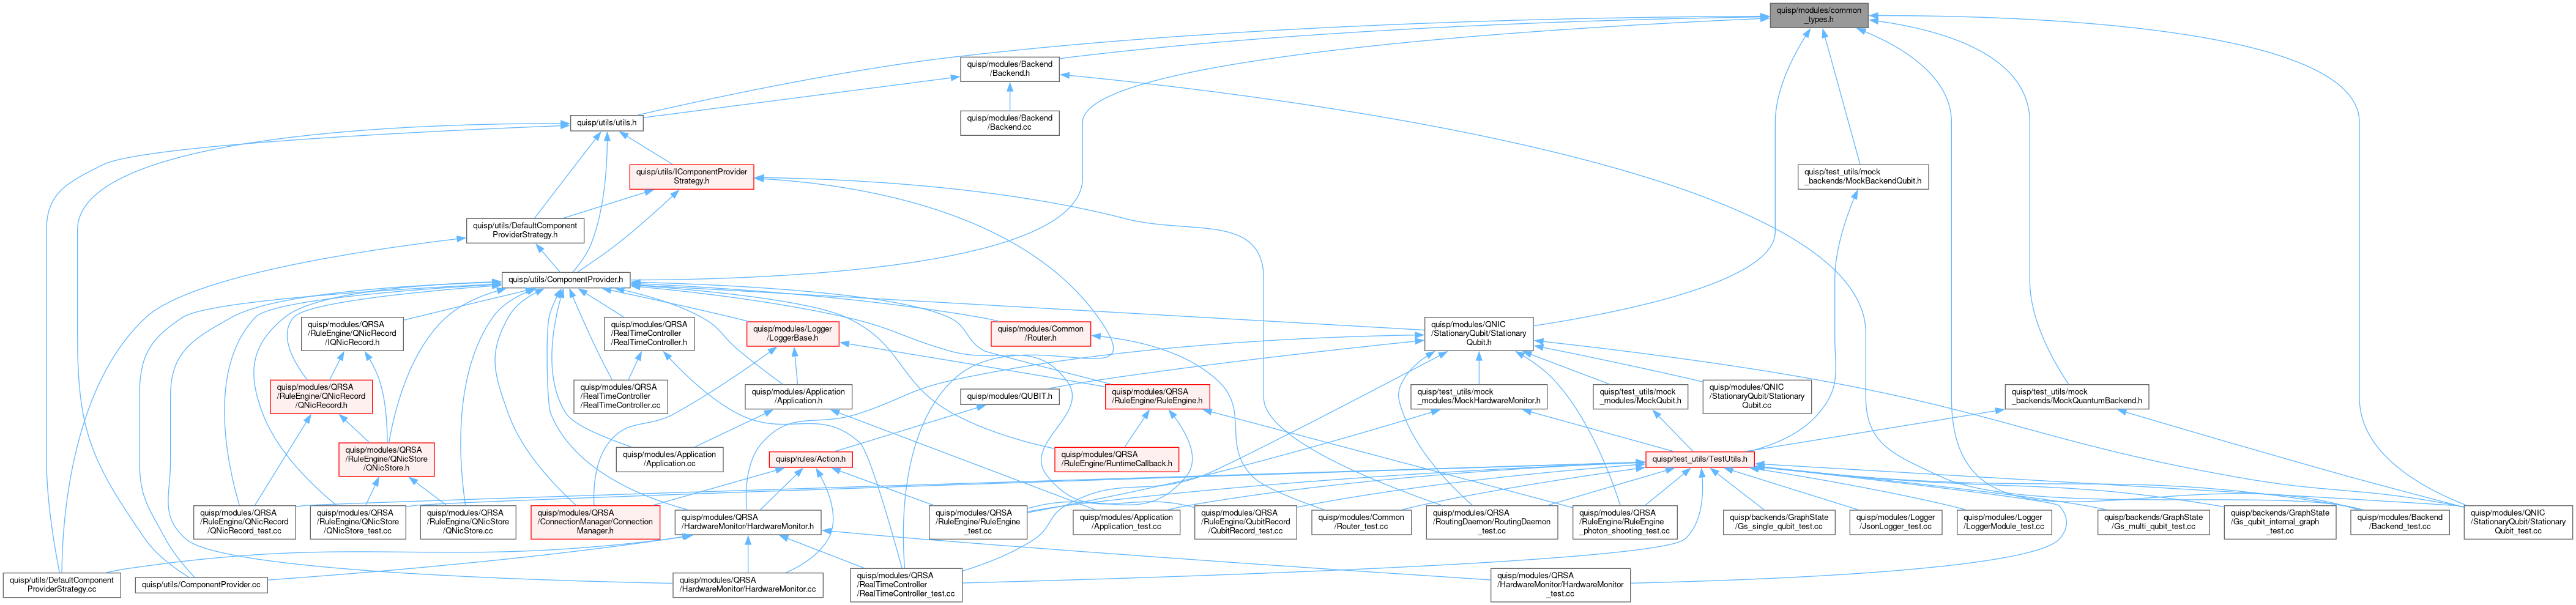 quisp/modules/common
_types.h
quisp/modules/Backend
/Backend.h
quisp/modules/Backend
/Backend.cc
quisp/utils/utils.h
quisp/utils/IComponentProvider
Strategy.h
quisp/test_utils/mock
_backends/MockBackendQubit.h
quisp/utils/DefaultComponent
ProviderStrategy.h
quisp/utils/ComponentProvider.h
quisp/modules/QRSA
/RuleEngine/QNicRecord
/IQNicRecord.h
quisp/modules/QRSA
/RealTimeController
/RealTimeController.h
quisp/modules/Logger
/LoggerBase.h
quisp/modules/Common
/Router.h
quisp/modules/QNIC
/StationaryQubit/Stationary
Qubit.h
quisp/modules/QRSA
/RuleEngine/QNicRecord
/QNicRecord.h
quisp/modules/QRSA
/RealTimeController
/RealTimeController.cc
quisp/modules/Application
/Application.h
quisp/modules/QUBIT.h
quisp/modules/QRSA
/RuleEngine/RuleEngine.h
quisp/test_utils/mock
_modules/MockHardwareMonitor.h
quisp/test_utils/mock
_modules/MockQubit.h
quisp/modules/QNIC
/StationaryQubit/Stationary
Qubit.cc
quisp/test_utils/mock
_backends/MockQuantumBackend.h
quisp/modules/QRSA
/RuleEngine/QNicStore
/QNicStore.h
quisp/modules/Application
/Application.cc
quisp/rules/Action.h
quisp/modules/QRSA
/RuleEngine/RuntimeCallback.h
quisp/test_utils/TestUtils.h
quisp/modules/QRSA
/RuleEngine/QNicRecord
/QNicRecord_test.cc
quisp/modules/QRSA
/RuleEngine/QNicStore
/QNicStore_test.cc
quisp/modules/QRSA
/RuleEngine/QNicStore
/QNicStore.cc
quisp/modules/QRSA
/ConnectionManager/Connection
Manager.h
quisp/modules/QRSA
/HardwareMonitor/HardwareMonitor.h
quisp/modules/QRSA
/RuleEngine/RuleEngine
_test.cc
quisp/modules/Application
/Application_test.cc
quisp/modules/QRSA
/RuleEngine/QubitRecord
/QubitRecord_test.cc
quisp/modules/Common
/Router_test.cc
quisp/modules/QRSA
/RoutingDaemon/RoutingDaemon
_test.cc
quisp/modules/QRSA
/RuleEngine/RuleEngine
_photon_shooting_test.cc
quisp/backends/GraphState
/Gs_single_qubit_test.cc
quisp/modules/Logger
/JsonLogger_test.cc
quisp/modules/Logger
/LoggerModule_test.cc
quisp/backends/GraphState
/Gs_multi_qubit_test.cc
quisp/backends/GraphState
/Gs_qubit_internal_graph
_test.cc
quisp/modules/Backend
/Backend_test.cc
quisp/modules/QNIC
/StationaryQubit/Stationary
Qubit_test.cc
quisp/utils/DefaultComponent
ProviderStrategy.cc
quisp/utils/ComponentProvider.cc
quisp/modules/QRSA
/HardwareMonitor/HardwareMonitor.cc
quisp/modules/QRSA
/RealTimeController
/RealTimeController_test.cc
quisp/modules/QRSA
/HardwareMonitor/HardwareMonitor
_test.cc